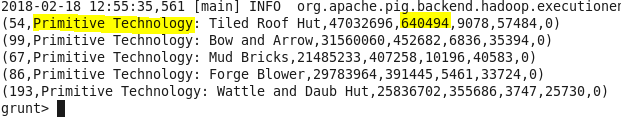 2018-02-18 12:55:35,561 [main] INFO  org.apache.pig.backend.hadoop.executionen
(54,Primitive Technology: Tiled Roof Hut,47032696,640494,9078,57484,0)
(99,Primitive Technology: Bow and Arrow,31560060,452682,6836,35394,0)
(67,Primitive Technology: Mud Bricks,21485233,407258,10196,40583,0)
(86,Primitive Technology: Forge Blower,29783964,391445,5461,33724,0)
(193,Primitive Technology: Wattle and Daub Hut,25836702,355686,3747,25730,0)
grunt>